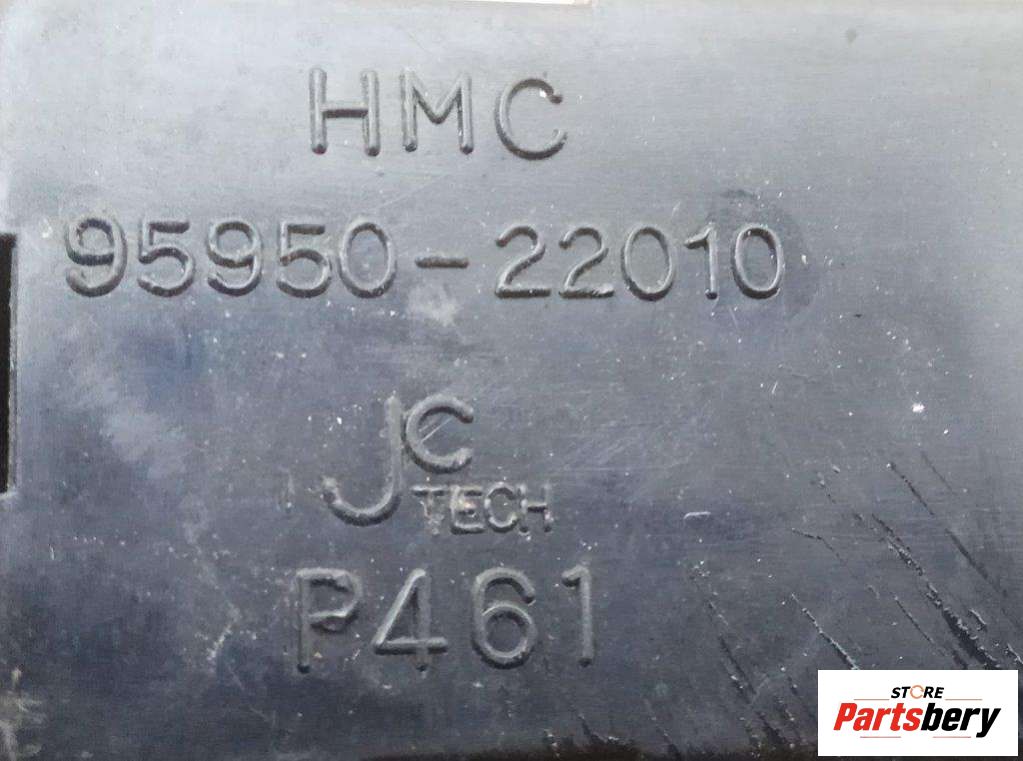 HMC
95950-22010
JC
TECH
P461
STORE
Partsbery